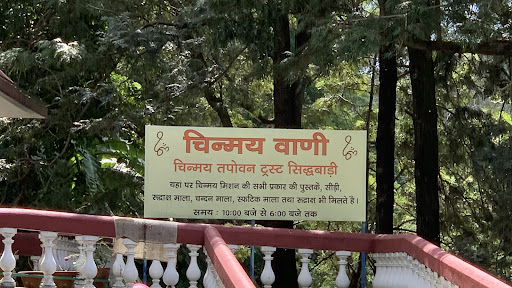 चिन्मय वाणी
चिन्मय तपोवन ट्रस्ट सिद्धबाड़ी
यहा पर चिन्मय मिशन की सभी प्रकार की पुस्तकें, सीड़ी,
रुद्राक्ष माला, चन्दन माला, स्फटिक माला तथा रुद्राक्ष भी मिलते है।
समय : 10:00 बजे से 6:00 बजे तक